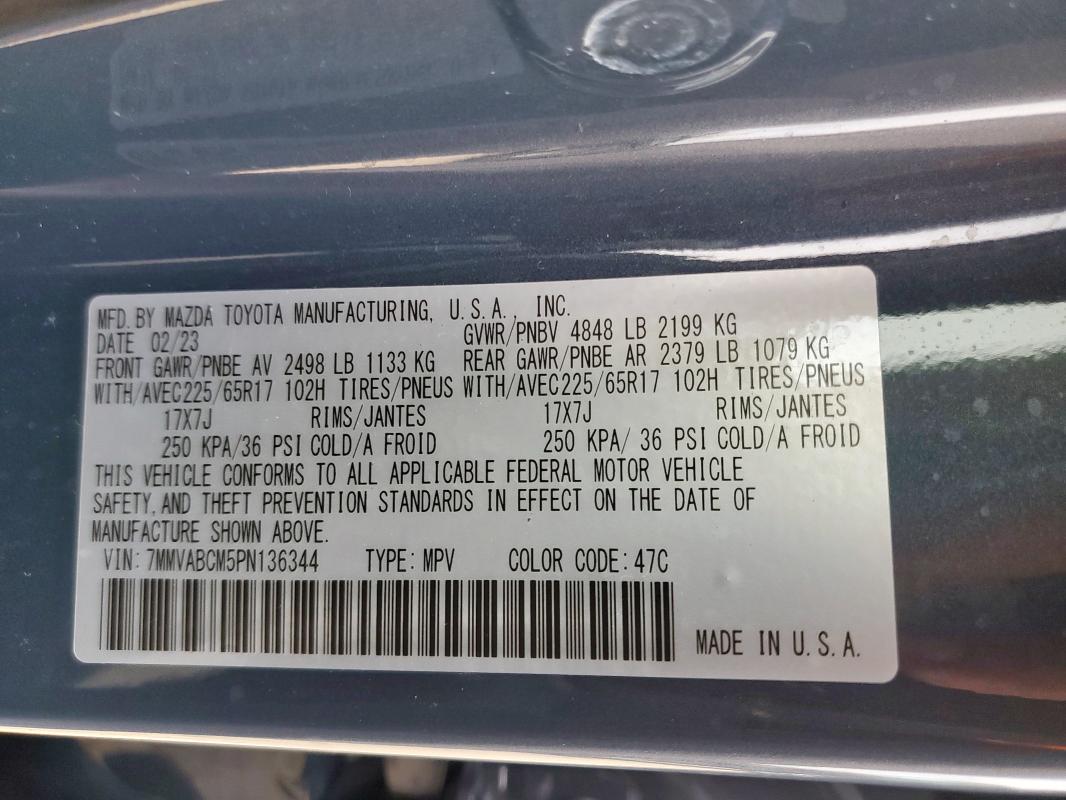 MFD. BY MAZDA TOYOTA MANUFACTURING, U.S.A., INC.
DATE 02/23 GVWR/PNBV 4848 LB 2199 KG
FRONT GAWR/PNBE AV 2498 LB 1133 KG REAR GAWR/PNBE AR 2379 LB 1079 KG
WITH/AVEC225/65R17 102H TIRES/PNEUS WITH/AVEC225/65R17 102H TIRES/PNEUS
17X7J RIMS/JANTES 17X7J RIMS/JANTES
250 KPA/36 PSI COLD/A FROID 250 KPA/ 36 PSI COLD/A FROID
THIS VEHICLE CONFORMS TO ALL APPLICABLE FEDERAL MOTOR VEHICLE
SAFETY, AND THEFT PREVENTION STANDARDS IN EFFECT ON THE DATE OF
MANUFACTURE SHOWN ABOVE.
VIN: 7MMVABCM5PN136344 TYPE: MPV COLOR CODE: 47C
MADE IN U.S.A.